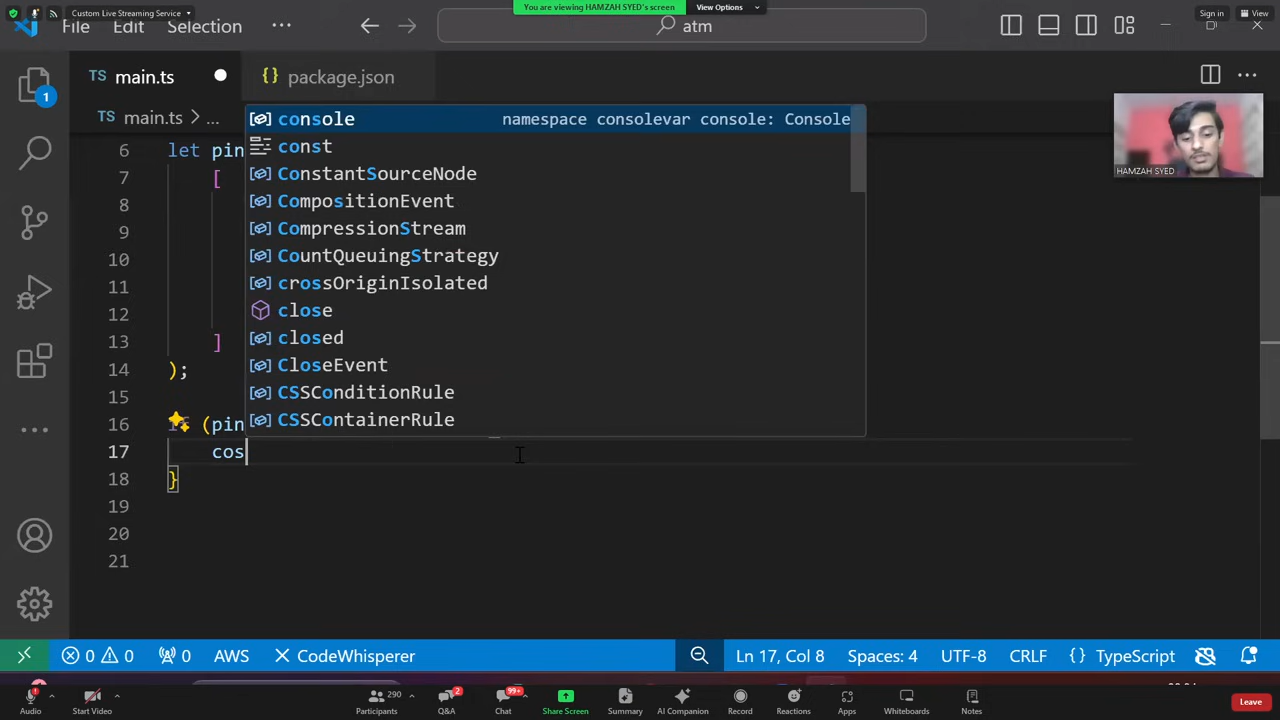 Custom Live Streaming Service
You are viewing HAMZAH SYED's screen
View Options
Sign in
View
File
Edit
Selection
atm
TS main.ts
{} package.json
TS main.ts > ...
1
HAMZAH SYED
console
namespace consolevar console: Console
const
ConstantSourceNode
CompositionEvent
CompressionStream
CountQueuingStrategy
crossOriginIsolated
close
closed
CloseEvent
CSSConditionRule
CSSContainerRule
6 let pin
7 [
8
9
10
11
12
13 ]
14 );
15
16 (pin
17 cos
18 }
19
20
21
0 0 0 AWS CodeWhisperer Ln 17, Col 8 Spaces: 4 UTF-8 CRLF {} TypeScript
Audio
Start Video
290
Participants
2
Q&A
99+
Chat
Share Screen
Summary
AI Companion
Record
Reactions
Apps
Whiteboards
Notes
Leave